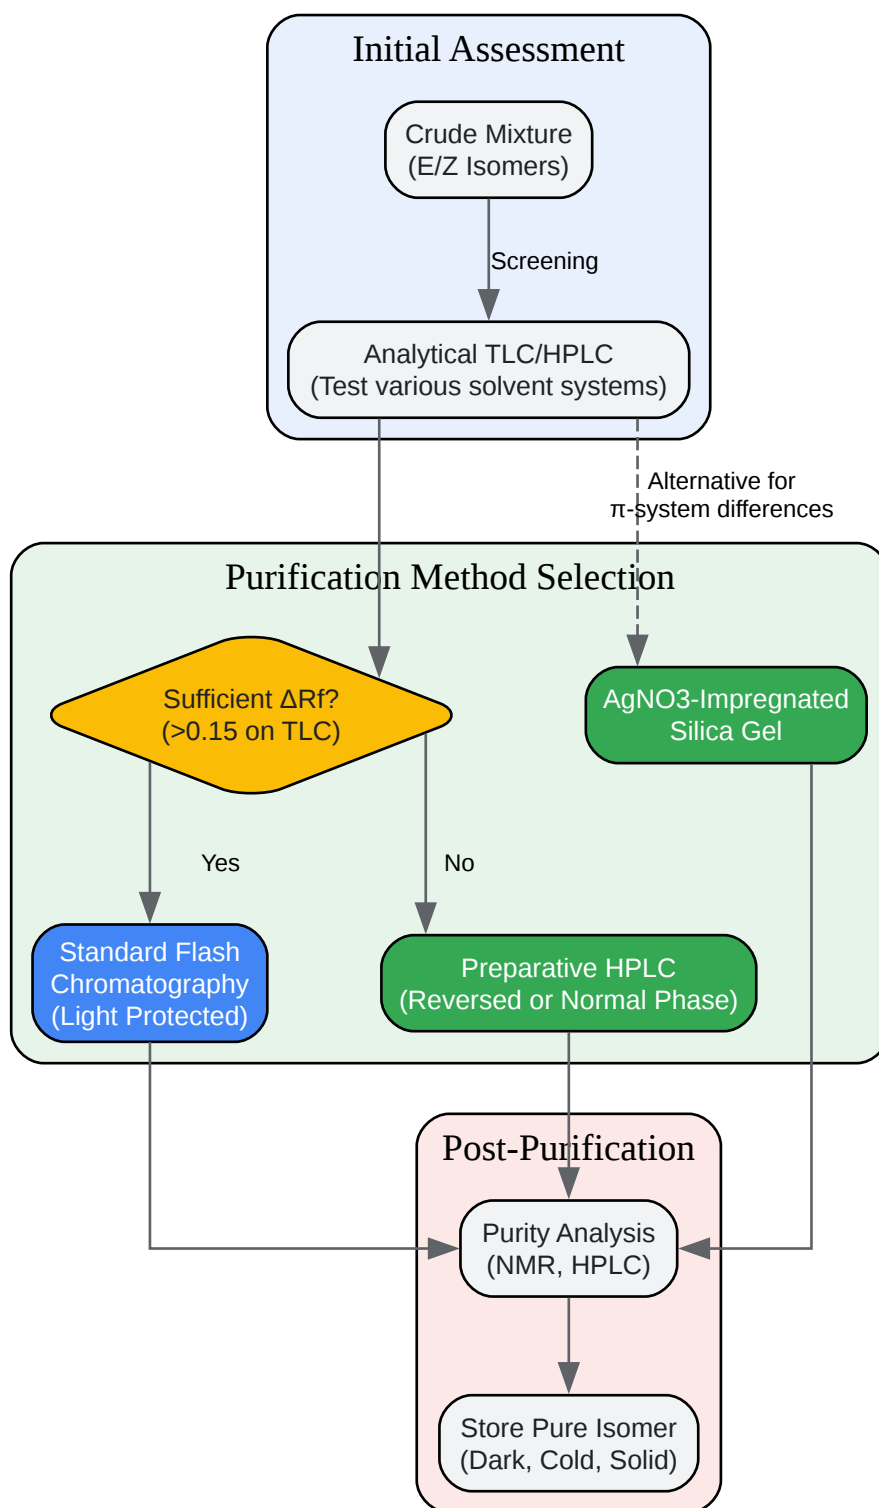 Initial Assessment
Crude Mixture
(E/Z Isomers)
Screening
Analytical TLC/HPLC
(Test various solvent systems)
Alternative for
π-system differences
Purification Method Selection
Sufficient ΔRf?
(>0.15 on TLC)
AgNO3-Impregnated
Silica Gel
Yes
No
Standard Flash
Chromatography
(Light Protected)
Preparative HPLC
(Reversed or Normal Phase)
Post-Purification
Purity Analysis
(NMR, HPLC)
Store Pure Isomer
(Dark, Cold, Solid)